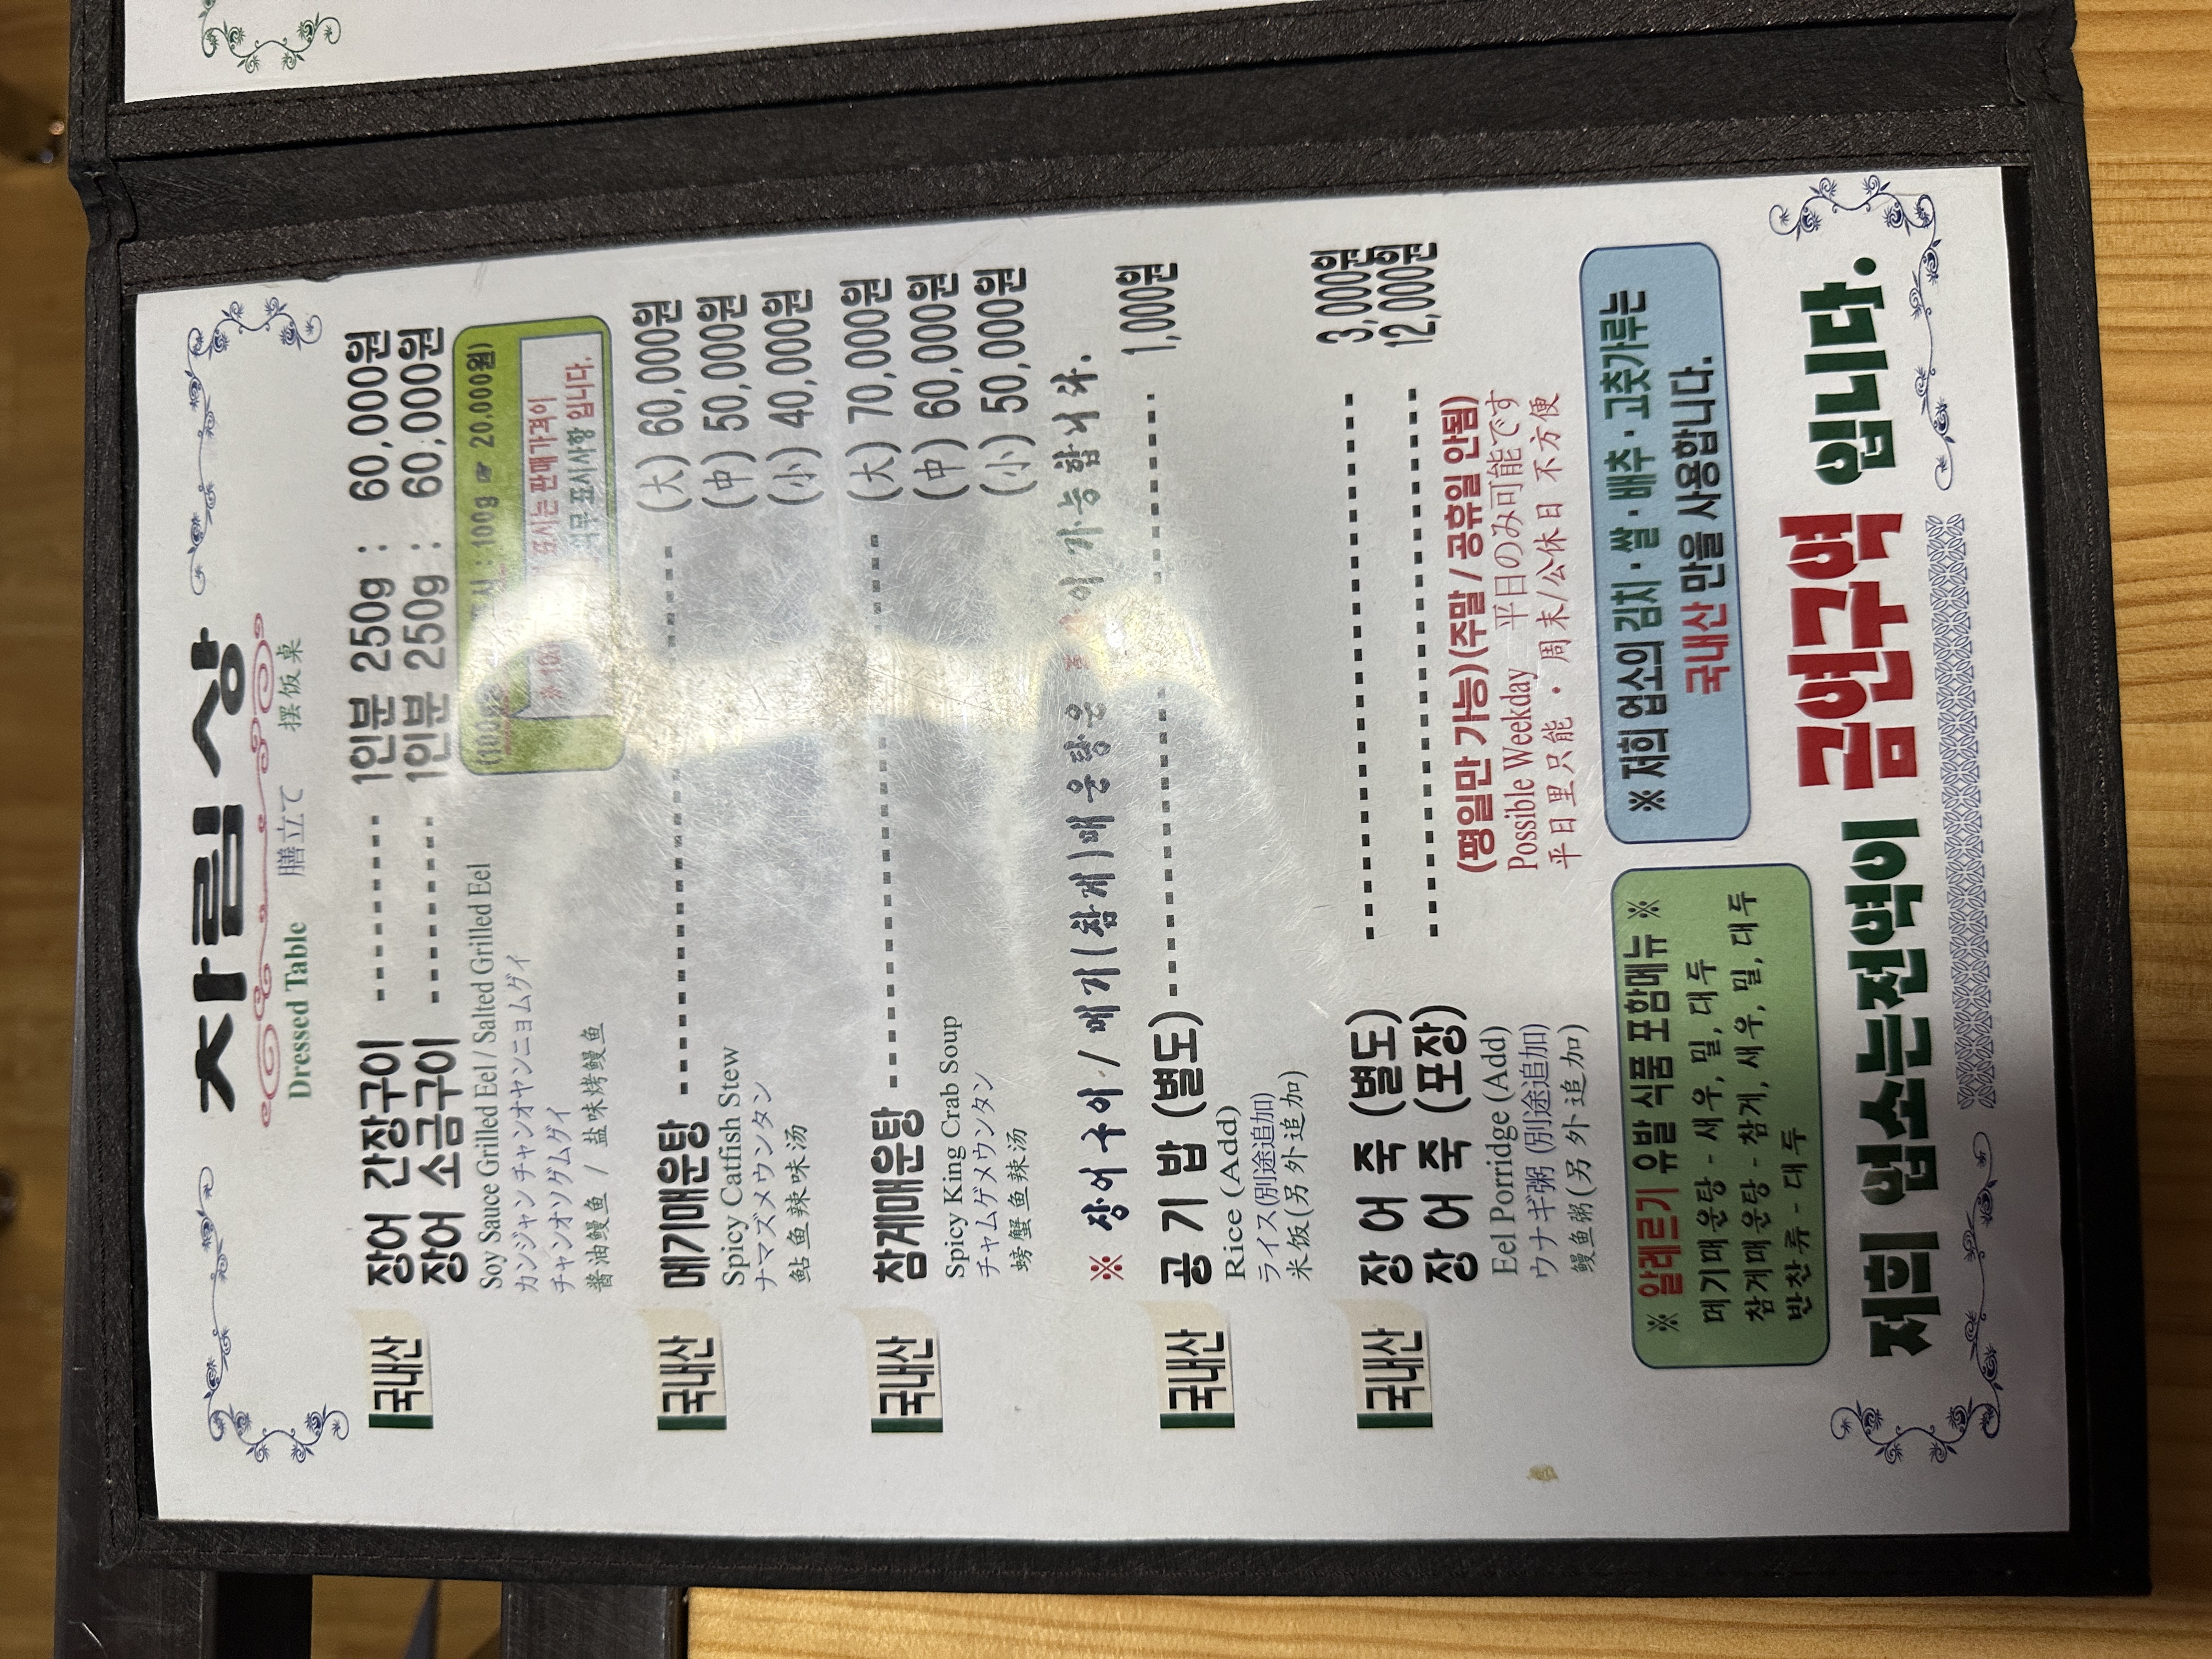 차림상
Dressed Table 膳立て 摆饭桌
국내산 장어 간장구이 --------- 1인분 250g : 60,000원
장어 소금구이 --------- 1인분 250g : 60,000원
Soy Sauce Grilled Eel / Salted Grilled Eel
カンジャンチャンオヤンニョムグイ
チャンオソグムグイ
酱油鳗鱼 / 盐味烤鳗鱼
: 100g ☞ 20,000원)
표시는 판매가격이
의무 표시사항 입니다.
국내산 메기매운탕 (大) 60,000원
Spicy Catfish Stew (中) 50,000원
ナマズメウンタン (小) 40,000원
鲇鱼辣味汤
국내산 참게매운탕 (大) 70,000원
Spicy King Crab Soup (中) 60,000원
チャムゲメウンタン (小) 50,000원
螃蟹鱼辣汤
※ 장어구이 / 메기(참게)매운탕은 가능합니다.
국내산 공기밥 (별도) 1,000원
Rice (Add)
ライス(別途追加)
米饭(另外追加)
국내산 장어죽 (별도) 3,000원
장어죽 (포장) 12,000원
(평일만 가능)(주말 / 공휴일 안됨)
Eel Porridge (Add) Possible Weekday 平日のみ可能です
ウナギ粥 (別途追加) 平日里只能 · 周末/公休日 不方便
鳗鱼粥(另外追加)
※ 알레르기 유발 식품 포함메뉴 ※
메기매운탕 - 새우, 밀, 대두
참게매운탕 - 참게, 새우, 밀, 대두
반찬류 - 대두
※ 저희 업소의 김치 · 쌀 · 배추 · 고춧가루는
국내산 만을 사용합니다.
저희 업소는전역이 금연구역 입니다.